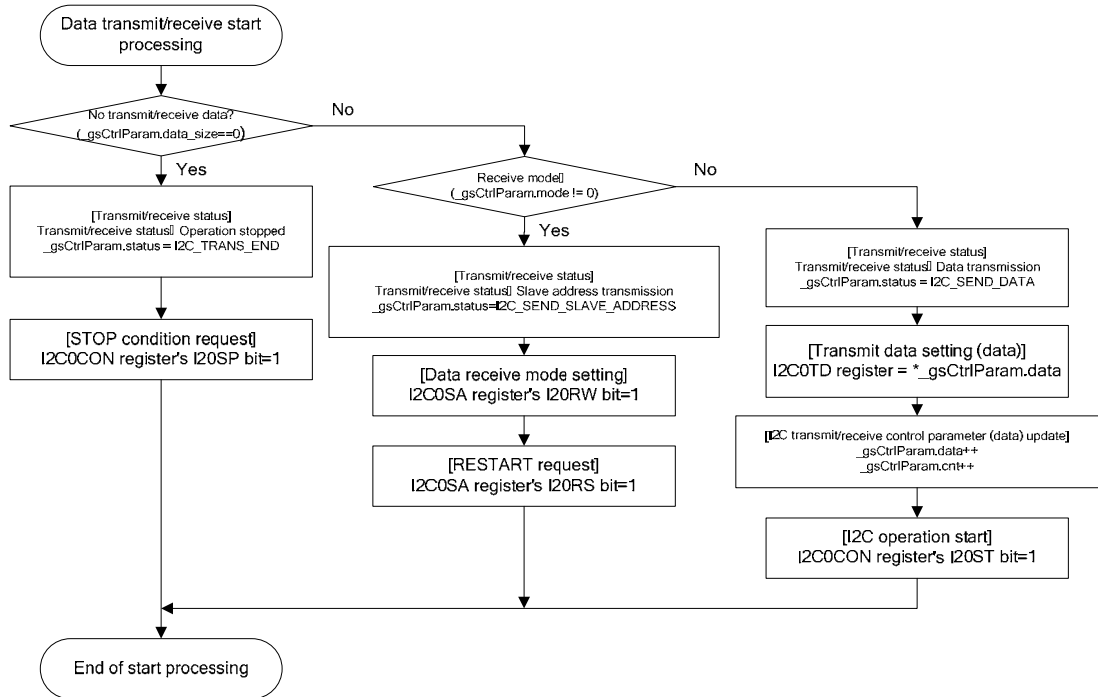 Data transmit/receive start
processing
No transmit/receive data?
(_gsCtrlParam.data_size==0)
No
Yes
Receive mode▯
(_gsCtrlParam.mode != 0)
No
Yes
[Transmit/receive status]
Transmit/receive status▯ Operation stopped
_gsCtrlParam.status = I2C_TRANS_END
[STOP condition request]
I2C0CON register's I20SP bit=1
[Transmit/receive status]
Transmit/receive status▯ Slave address transmission
_gsCtrlParam.status=I2C_SEND_SLAVE_ADDRESS
[Data receive mode setting]
I2C0SA register's I20RW bit=1
[RESTART request]
I2C0SA register's I20RS bit=1
[Transmit/receive status]
Transmit/receive status▯ Data transmission
_gsCtrlParam.status = I2C_SEND_DATA
[Transmit data setting (data)]
I2C0TD register = *_gsCtrlParam.data
[I2C transmit/receive control parameter (data) update]
_gsCtrlParam.data++
_gsCtrlParam.cnt++
[I2C operation start]
I2C0CON register's I20ST bit=1
End of start processing